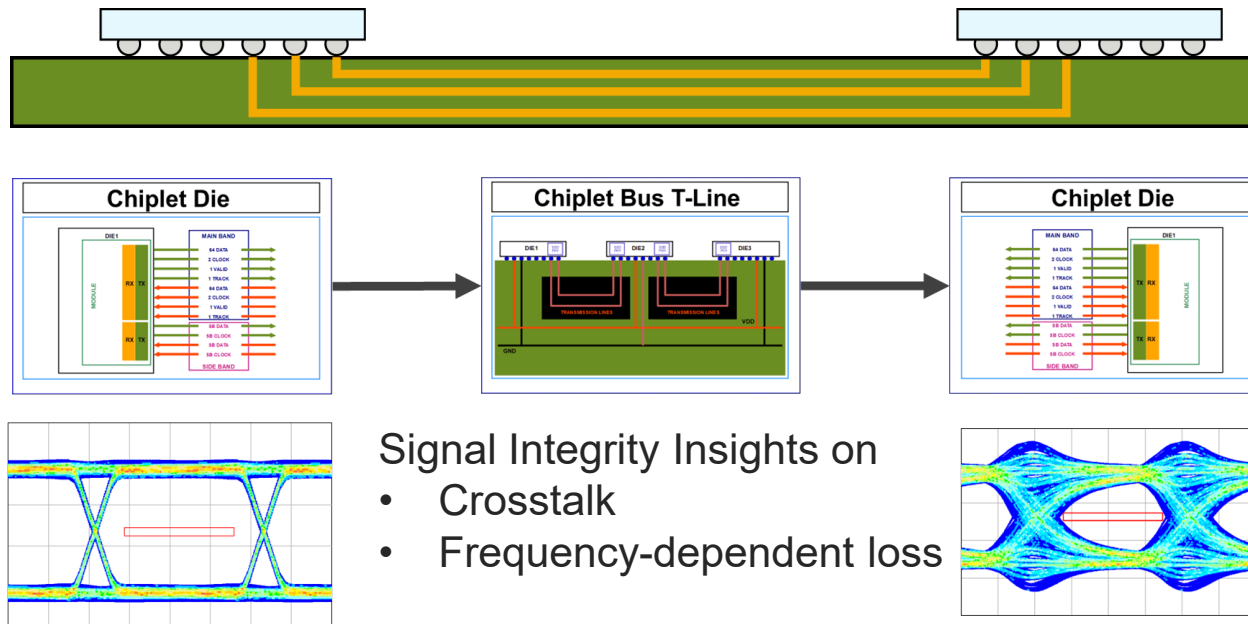 Chiplet Die
DIE1
MODULE
RX
TX
RX
TX
MAIN BAND
64 DATA
2 CLOCK
1 VALID
1 TRACK
64 DATA
2 CLOCK
1 VALID
1 TRACK
SB DATA
SB CLOCK
SB DATA
SB CLOCK
SIDE BAND
Chiplet Bus T-Line
DIE1
DIE2
DIE3
TRANSMISSION LINES
TRANSMISSION LINES
VDD
GND
Chiplet Die
MAIN BAND
64 DATA
2 CLOCK
1 VALID
1 TRACK
64 DATA
2 CLOCK
1 VALID
1 TRACK
SB DATA
SB CLOCK
SB DATA
SB CLOCK
SIDE BAND
DIE1
TX
RX
TX
RX
MODULE
Signal Integrity Insights on
• Crosstalk
• Frequency-dependent loss